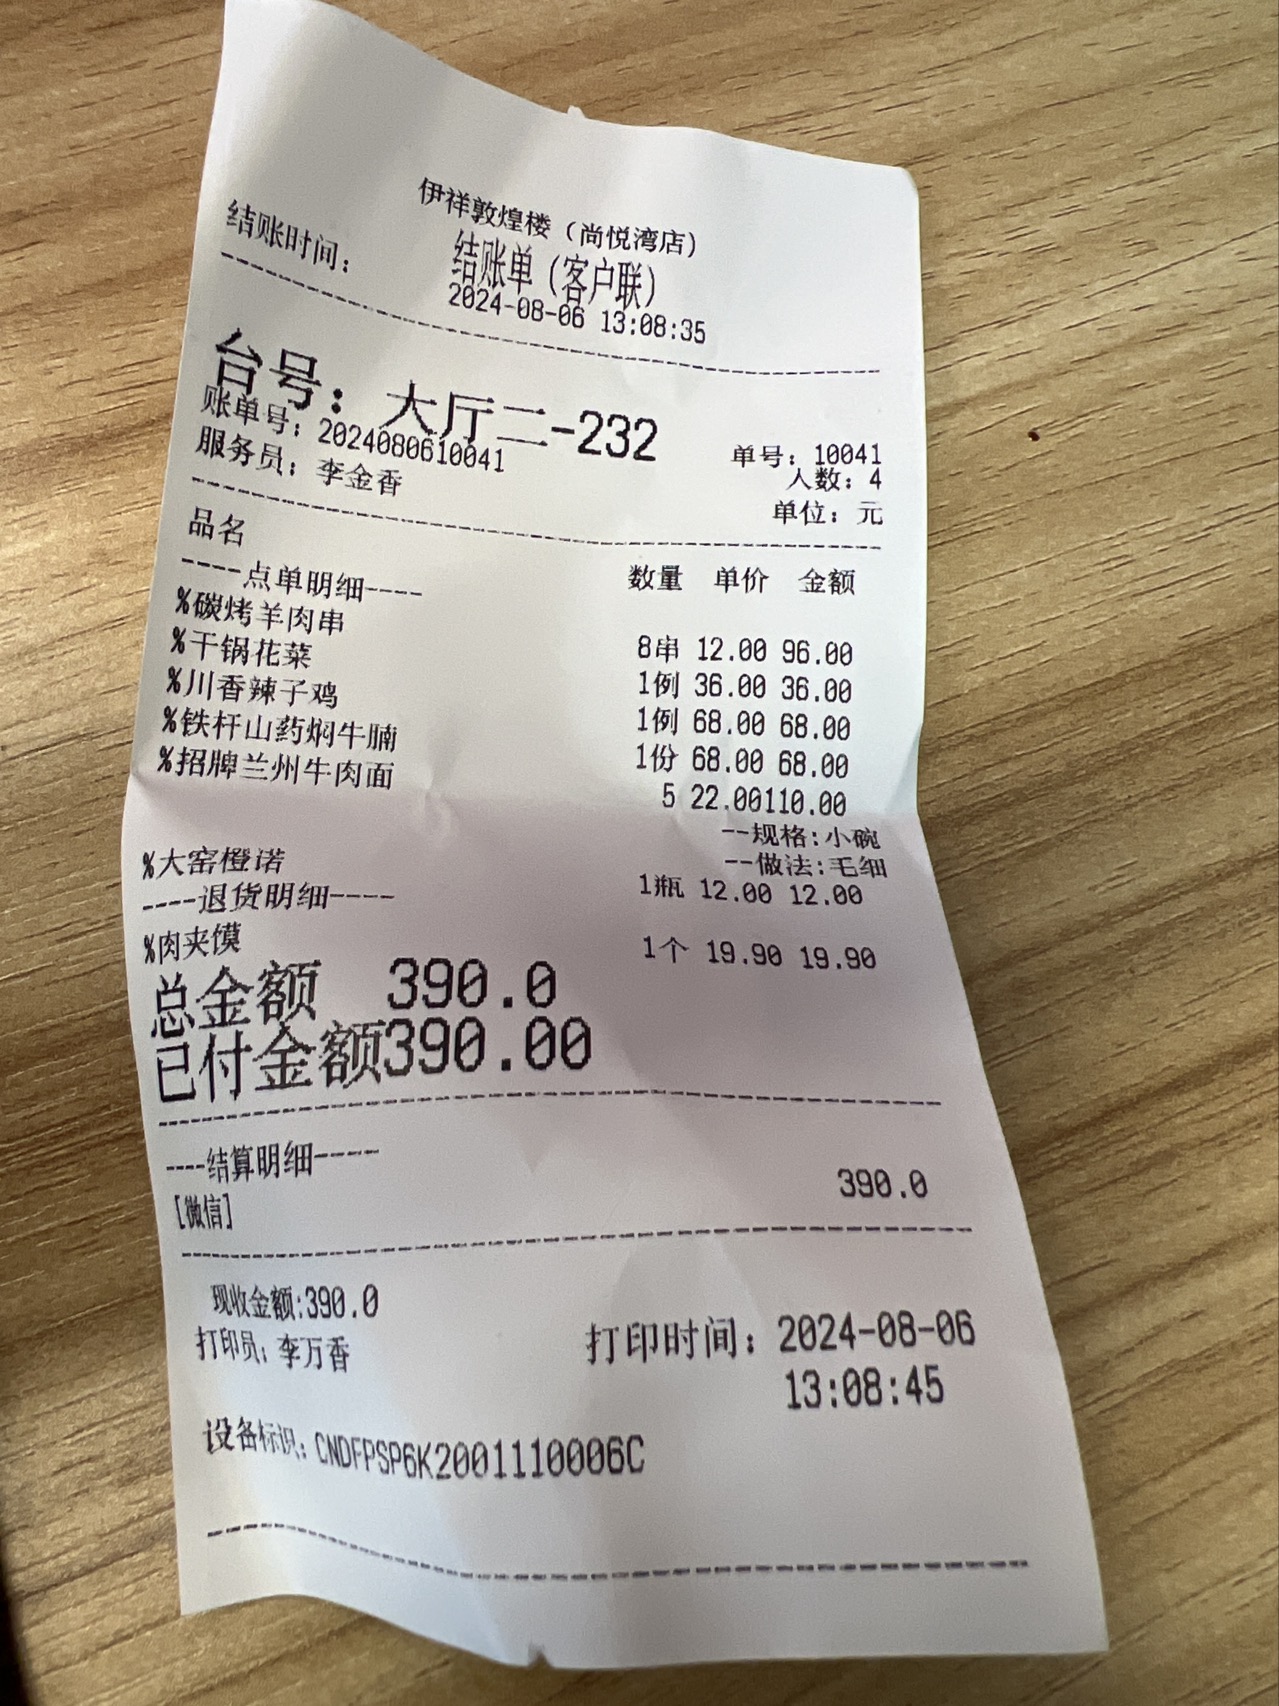 伊祥敦煌楼（尚悦湾店）
结账单（客户联）
结账时间： 2024-08-06 13:08:35
台号：大厅二-232
单号：10041
账单号：2024080610041
人数：4
服务员：李金香
单位：元
品名 数量 单价 金额
----点单明细----
%碳烤羊肉串 8串 12.00 96.00
%干锅花菜 1例 36.00 36.00
%川香辣子鸡 1例 68.00 68.00
%铁杆山药焖牛腩 1份 68.00 68.00
%招牌兰州牛肉面 5 22.00110.00
--规格:小碗
--做法:毛细
%大窑橙诺 1瓶 12.00 12.00
----退货明细----
%肉夹馍 1个 19.90 19.90
总金额 390.0
已付金额390.00
----结算明细----
[微信] 390.0
现收金额:390.0
打印员：李万香 打印时间：2024-08-06
13:08:45
设备标识：CNDFPSP6K2001110006C